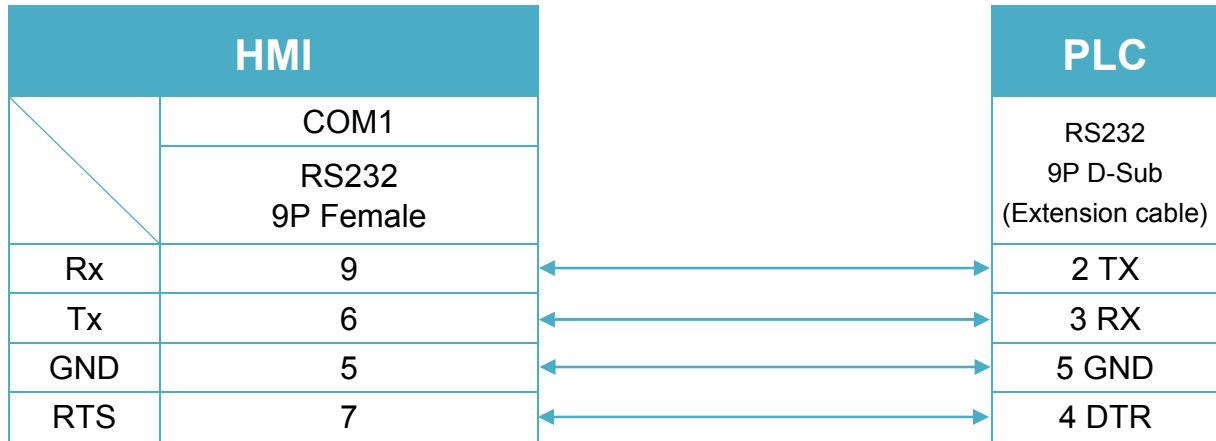 HMI
PLC
COM1
RS232
9P Female
RS232
9P D-Sub
(Extension cable)
Rx 9 2 TX
Tx 6 3 RX
GND 5 5 GND
RTS 7 4 DTR